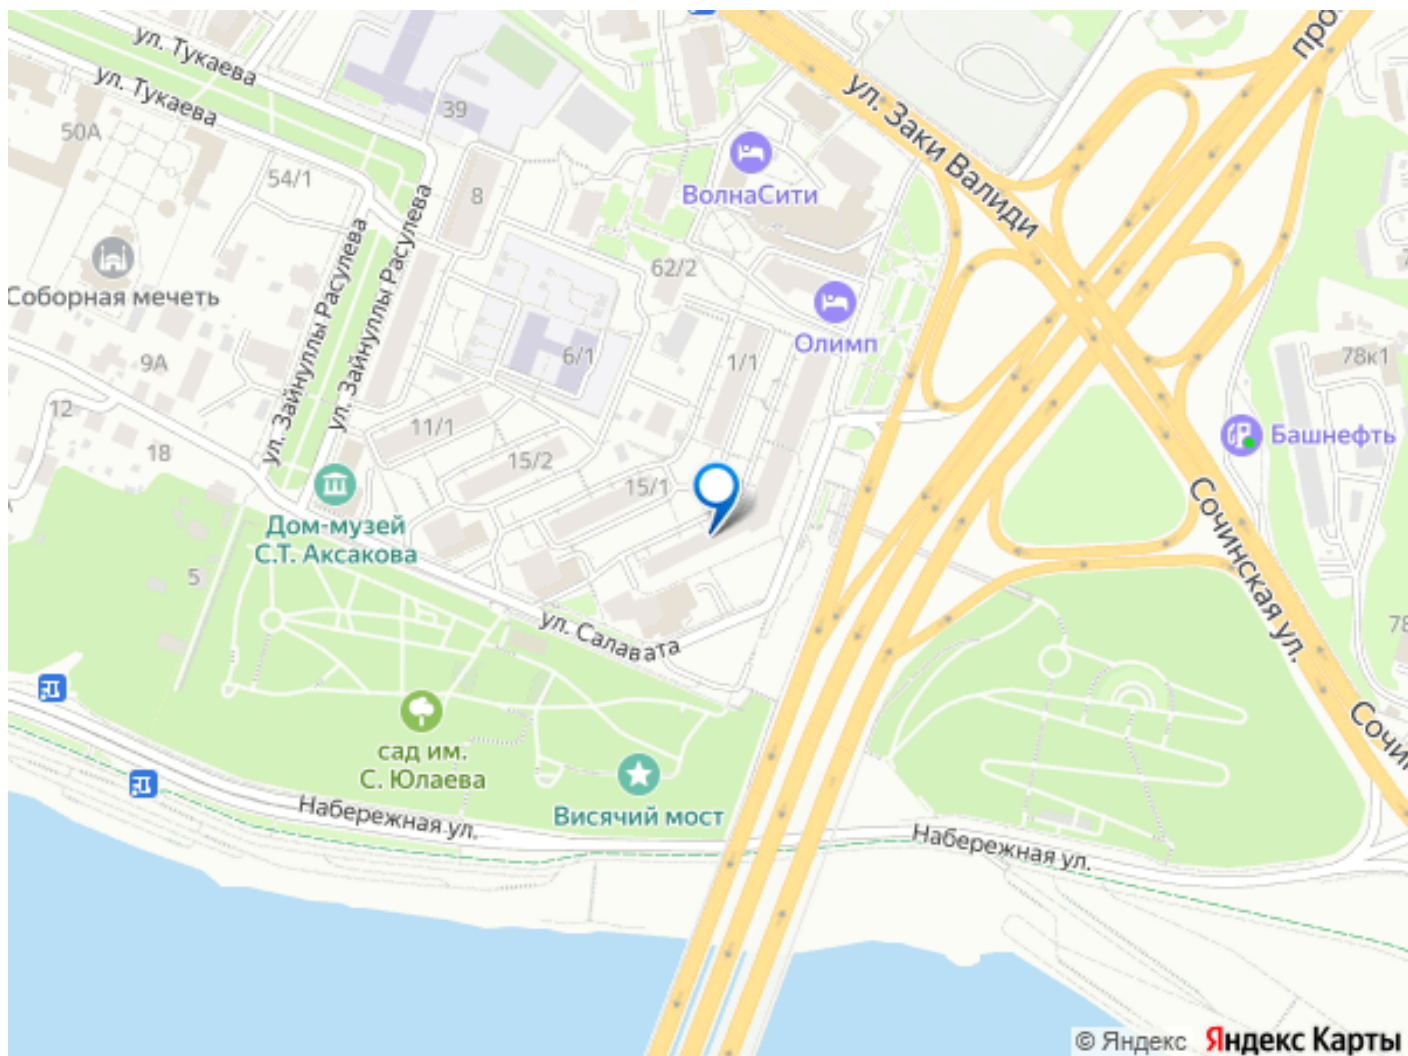 ул. Тукаева
ул. Тукаева
про
39
50А
ул. Заки Валиди
54/1
8
ВолнаСити
ул. Зайнуллы Расулева
ул. Зайнуллы Расулева
62/2
Соборная мечеть
Олимп
6/1
1/1
9А
78к1
12
11/1
Башнефть
18
15/2
15/1
Дом-музей
С.Т. Аксакова
Сочинская ул.
5
ул. Салавата
78
сад им.
С. Юлаева
Висячий мост
Сочин
Набережная ул.
Набережная ул.
© Яндекс Яндекс Карты